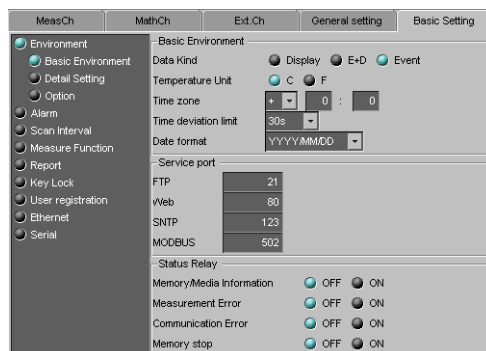 MeasCh MathCh Ext.Ch General setting Basic Setting
Environment
Basic Environment
Detail Setting
Option
Alarm
Scan Interval
Measure Function
Report
Key Lock
User registration
Ethernet
Serial
Basic Environment
Data Kind Display E+D Event
Temperature Unit C F
Time zone + 0 : 0
Time deviation limit 30s
Date format YYYY/MM/DD
Service port
FTP 21
Web 80
SNTP 123
MODBUS 502
Status Relay
Memory/Media Information OFF ON
Measurement Error OFF ON
Communication Error OFF ON
Memory stop OFF ON